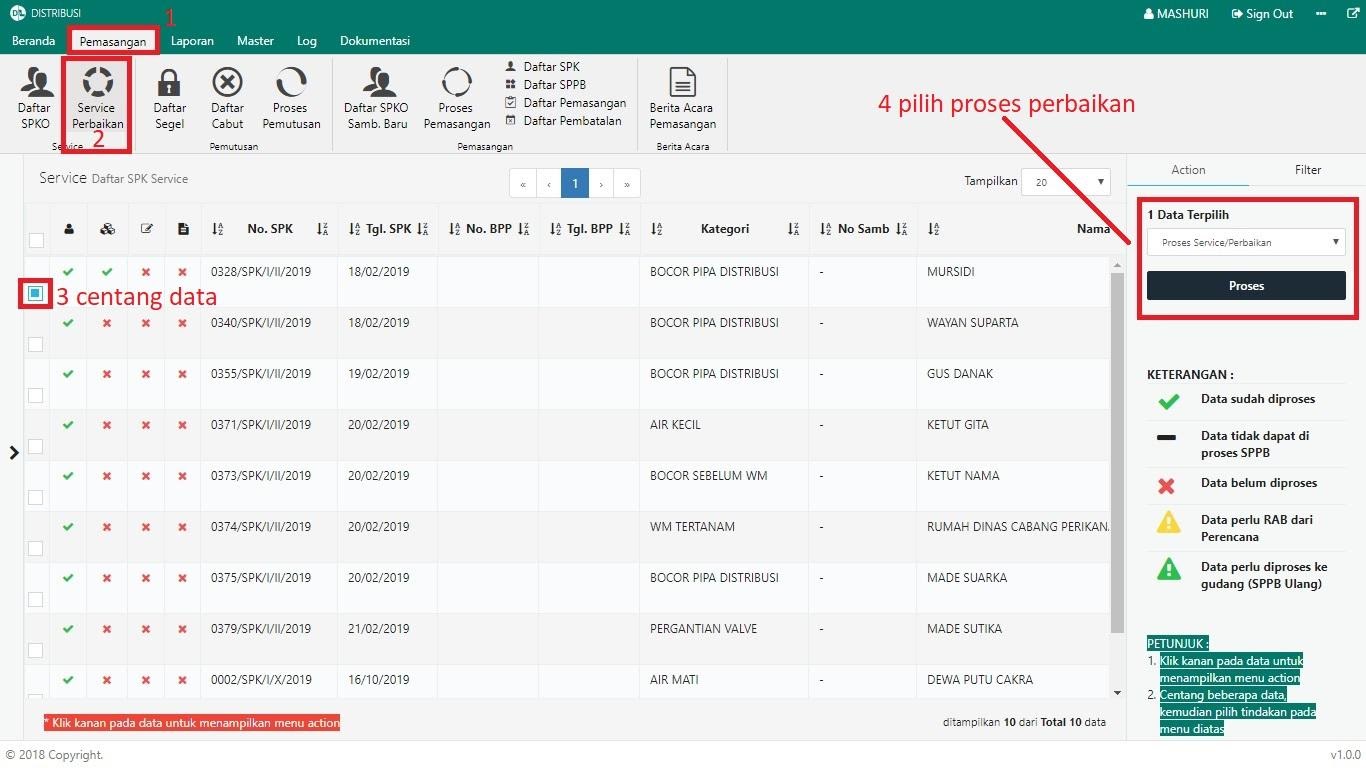 DL DISTRIBUSI
1
MASHURI Sign Out
Beranda Pemasangan Laporan Master Log Dokumentasi
Daftar SPKO
Service Perbaikan
2
Service
Daftar Segel
Daftar Cabut
Proses Pemutusan
Pemutusan
Daftar SPKO Samb. Baru
Proses Pemasangan
Daftar SPK
Daftar SPPB
Daftar Pemasangan
Daftar Pembatalan
Pemasangan
Berita Acara Pemasangan
Berita Acara
4 pilih proses perbaikan
Service Daftar SPK Service
« ‹ 1 › »
Tampilkan 20
No. SPK Tgl. SPK No. BPP Tgl. BPP Kategori No Samb Nama
0328/SPK/I/II/2019 18/02/2019 BOCOR PIPA DISTRIBUSI - MURSIDI
3 centang data
0340/SPK/I/II/2019 18/02/2019 BOCOR PIPA DISTRIBUSI - WAYAN SUPARTA
0355/SPK/I/II/2019 19/02/2019 BOCOR PIPA DISTRIBUSI - GUS DANAK
0371/SPK/I/II/2019 20/02/2019 AIR KECIL - KETUT GITA
0373/SPK/I/II/2019 20/02/2019 BOCOR SEBELUM WM - KETUT NAMA
0374/SPK/I/II/2019 20/02/2019 WM TERTANAM - RUMAH DINAS CABANG PERIKAN
0375/SPK/I/II/2019 20/02/2019 BOCOR PIPA DISTRIBUSI - MADE SUARKA
0379/SPK/I/II/2019 21/02/2019 PERGANTIAN VALVE - MADE SUTIKA
0002/SPK/I/X/2019 16/10/2019 AIR MATI - DEWA PUTU CAKRA
* Klik kanan pada data untuk menampilkan menu action
ditampilkan 10 dari Total 10 data
Action Filter
1 Data Terpilih
Proses Service/Perbaikan
Proses
KETERANGAN :
Data sudah diproses
Data tidak dapat di
proses SPPB
Data belum diproses
Data perlu RAB dari
Perencana
Data perlu diproses ke
gudang (SPPB Ulang)
PETUNJUK :
1. Klik kanan pada data untuk
menampilkan menu action
2. Centang beberapa data,
kemudian pilih tindakan pada
menu diatas
© 2018 Copyright.
v1.0.0